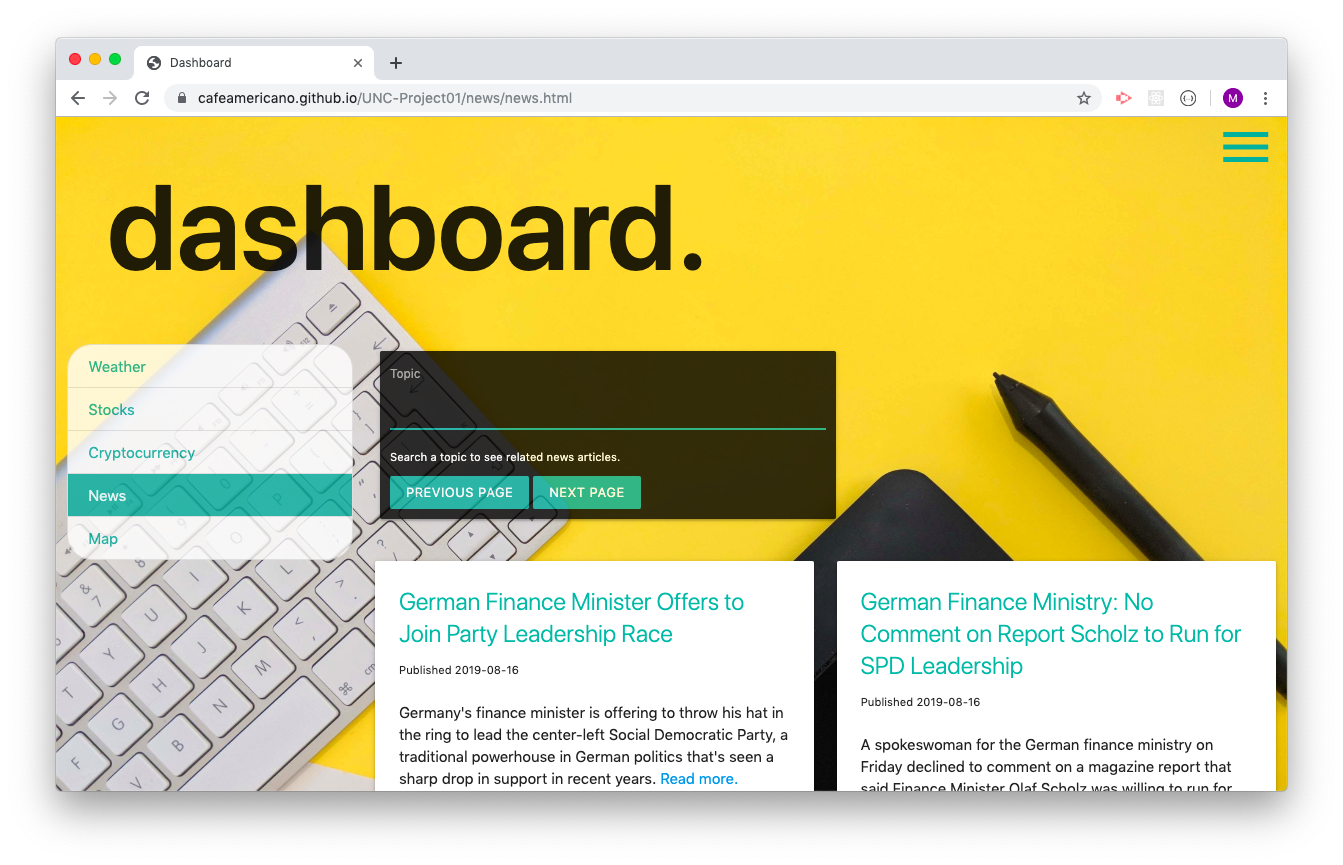 Dashboard
cafeamericano.github.io/UNC-Project01/news/news.html
M
dashboard.
Weather
Stocks
Cryptocurrency
News
Map
Topic
Search a topic to see related news articles.
PREVIOUS PAGE NEXT PAGE
German Finance Minister Offers to
Join Party Leadership Race
Published 2019-08-16
Germany's finance minister is offering to throw his hat in
the ring to lead the center-left Social Democratic Party, a
traditional powerhouse in German politics that's seen a
sharp drop in support in recent years. Read more.
German Finance Ministry: No
Comment on Report Scholz to Run for
SPD Leadership
Published 2019-08-16
A spokeswoman for the German finance ministry on
Friday declined to comment on a magazine report that
said Finance Minister Olaf Scholz was willing to run for